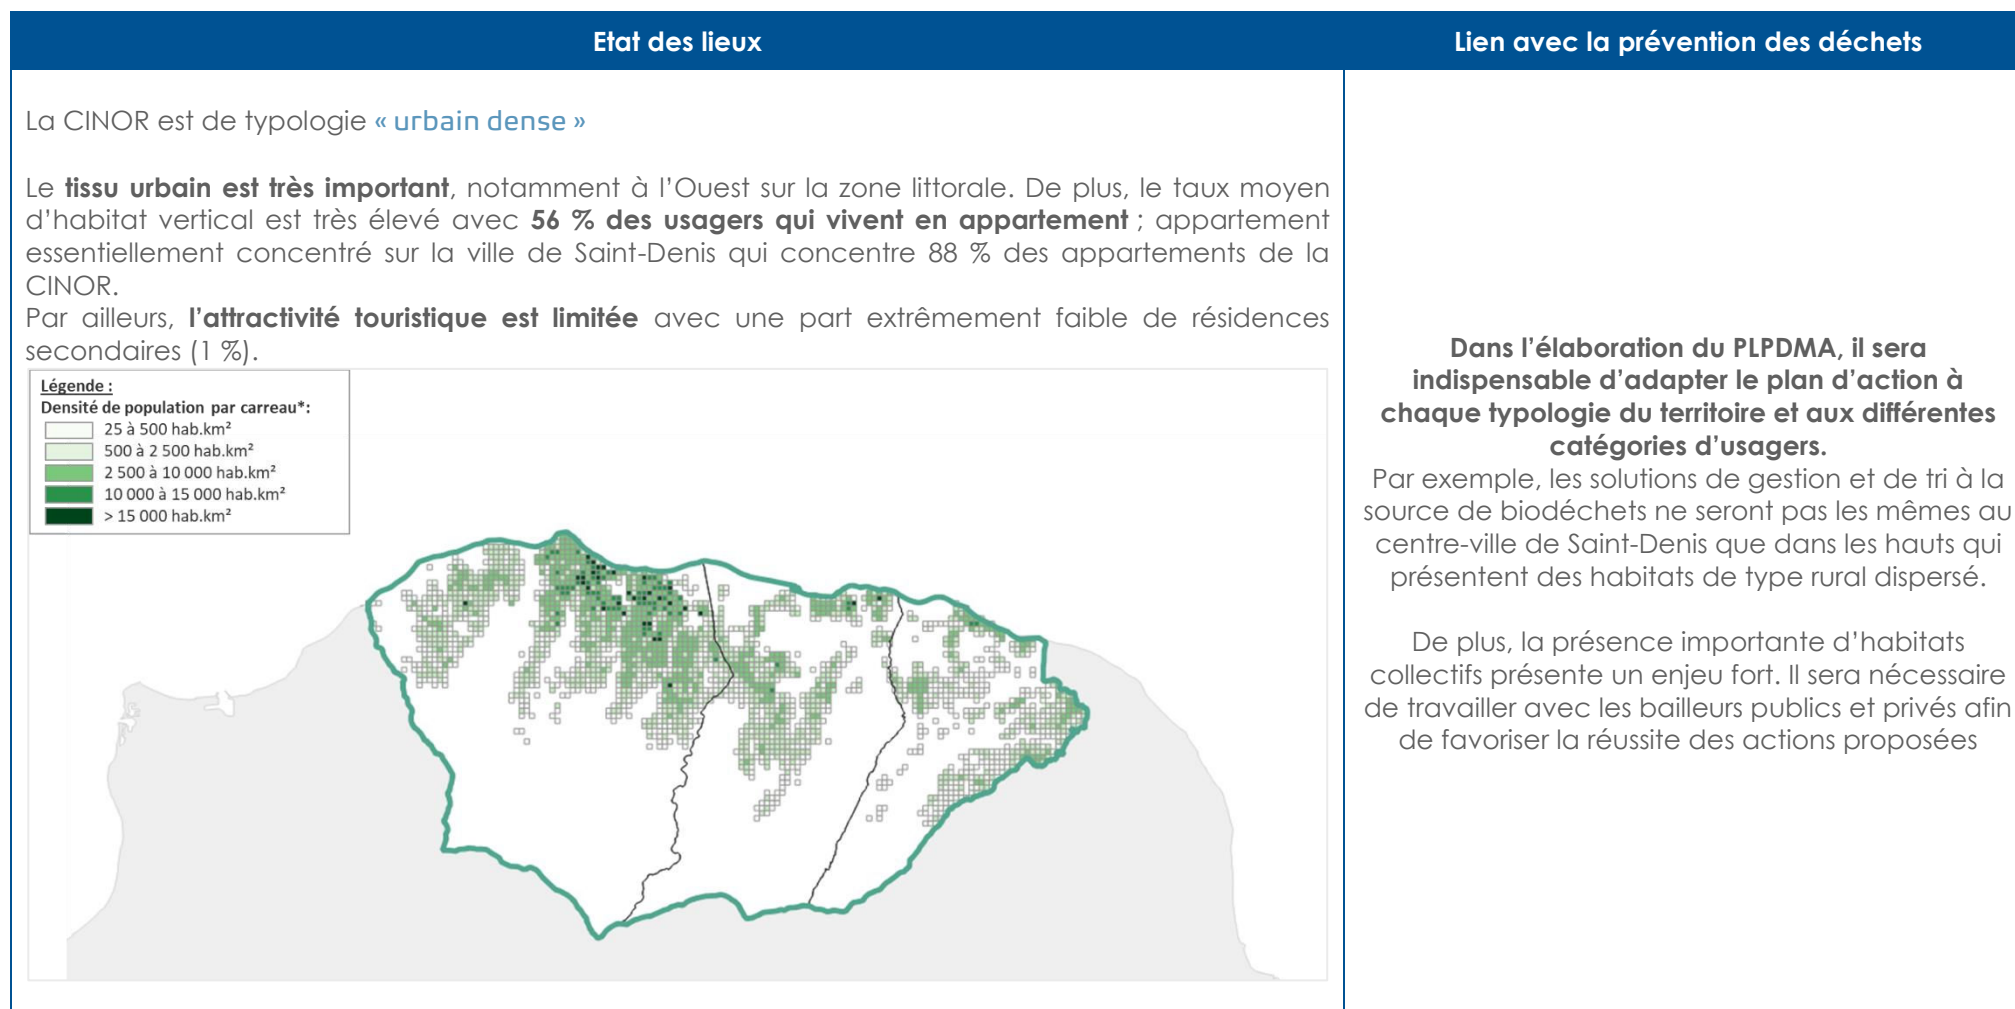 Etat des lieux
Lien avec la prévention des déchets
La CINOR est de typologie « urbain dense »
Le tissu urbain est très important, notamment à l’Ouest sur la zone littorale. De plus, le taux moyen
d’habitat vertical est très élevé avec 56 % des usagers qui vivent en appartement ; appartement
essentiellement concentré sur la ville de Saint-Denis qui concentre 88 % des appartements de la
CINOR.
Par ailleurs, l’attractivité touristique est limitée avec une part extrêmement faible de résidences
secondaires (1 %).
Légende :
Densité de population par carreau*:
25 à 500 hab.km²
500 à 2 500 hab.km²
2 500 à 10 000 hab.km²
10 000 à 15 000 hab.km²
> 15 000 hab.km²
Dans l’élaboration du PLPDMA, il sera
indispensable d’adapter le plan d’action à
chaque typologie du territoire et aux différentes
catégories d’usagers.
Par exemple, les solutions de gestion et de tri à la
source de biodéchets ne seront pas les mêmes au
centre-ville de Saint-Denis que dans les hauts qui
présentent des habitats de type rural dispersé.
De plus, la présence importante d’habitats
collectifs présente un enjeu fort. Il sera nécessaire
de travailler avec les bailleurs publics et privés afin
de favoriser la réussite des actions proposées